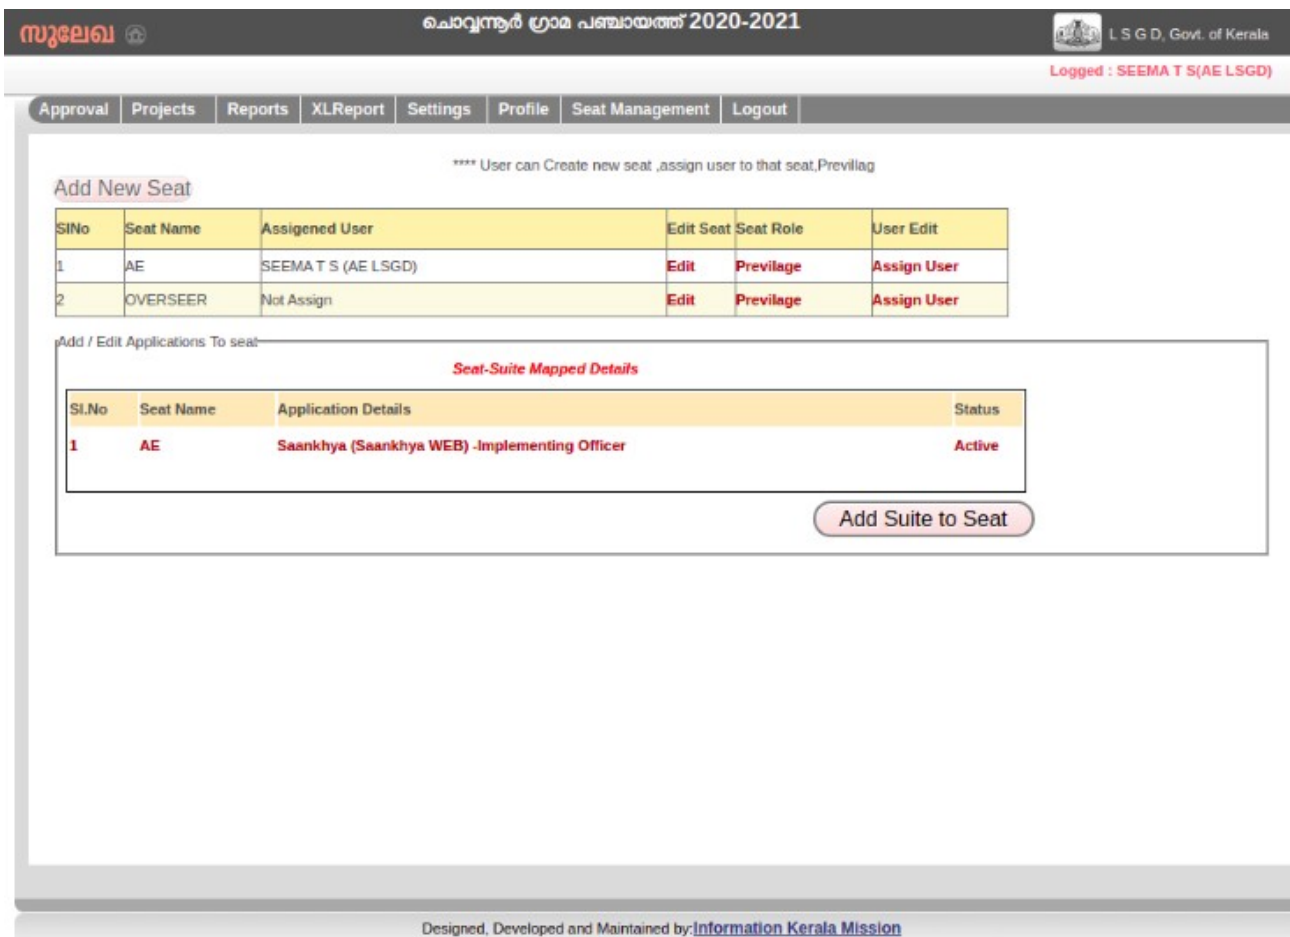 സുലേഖ
ചൊവ്വന്നൂർ ഗ്രാമ പഞ്ചായത്ത് 2020-2021
L S G D, Govt. of Kerala
Logged : SEEMA T S(AE LSGD)
Approval Projects Reports XLReport Settings Profile Seat Management Logout
**** User can Create new seat ,assign user to that seat,Previllag
Add New Seat
SlNo Seat Name Assigened User Edit Seat Seat Role User Edit
1 AE SEEMA T S (AE LSGD) Edit Previlage Assign User
2 OVERSEER Not Assign Edit Previlage Assign User
Add / Edit Applications To seat
Seat-Suite Mapped Details
Sl.No Seat Name Application Details Status
1 AE Saankhya (Saankhya WEB) -Implementing Officer Active
Add Suite to Seat
Designed, Developed and Maintained by:Information Kerala Mission